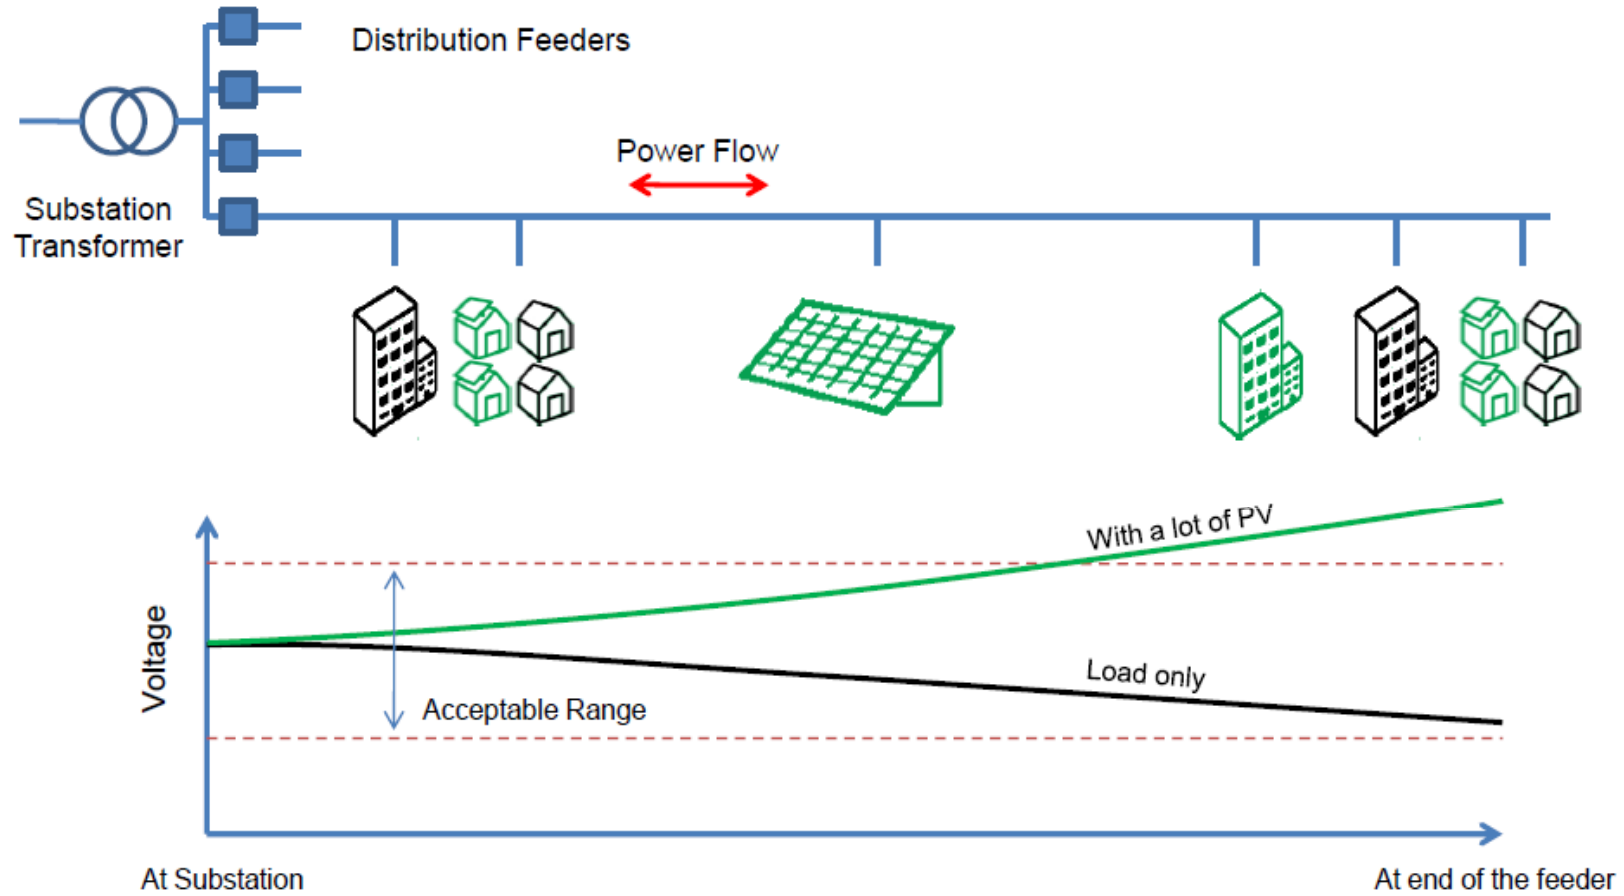 Distribution Feeders
Power Flow
Substation
Transformer
With a lot of PV
Voltage
Load only
Acceptable Range
At Substation
At end of the feeder